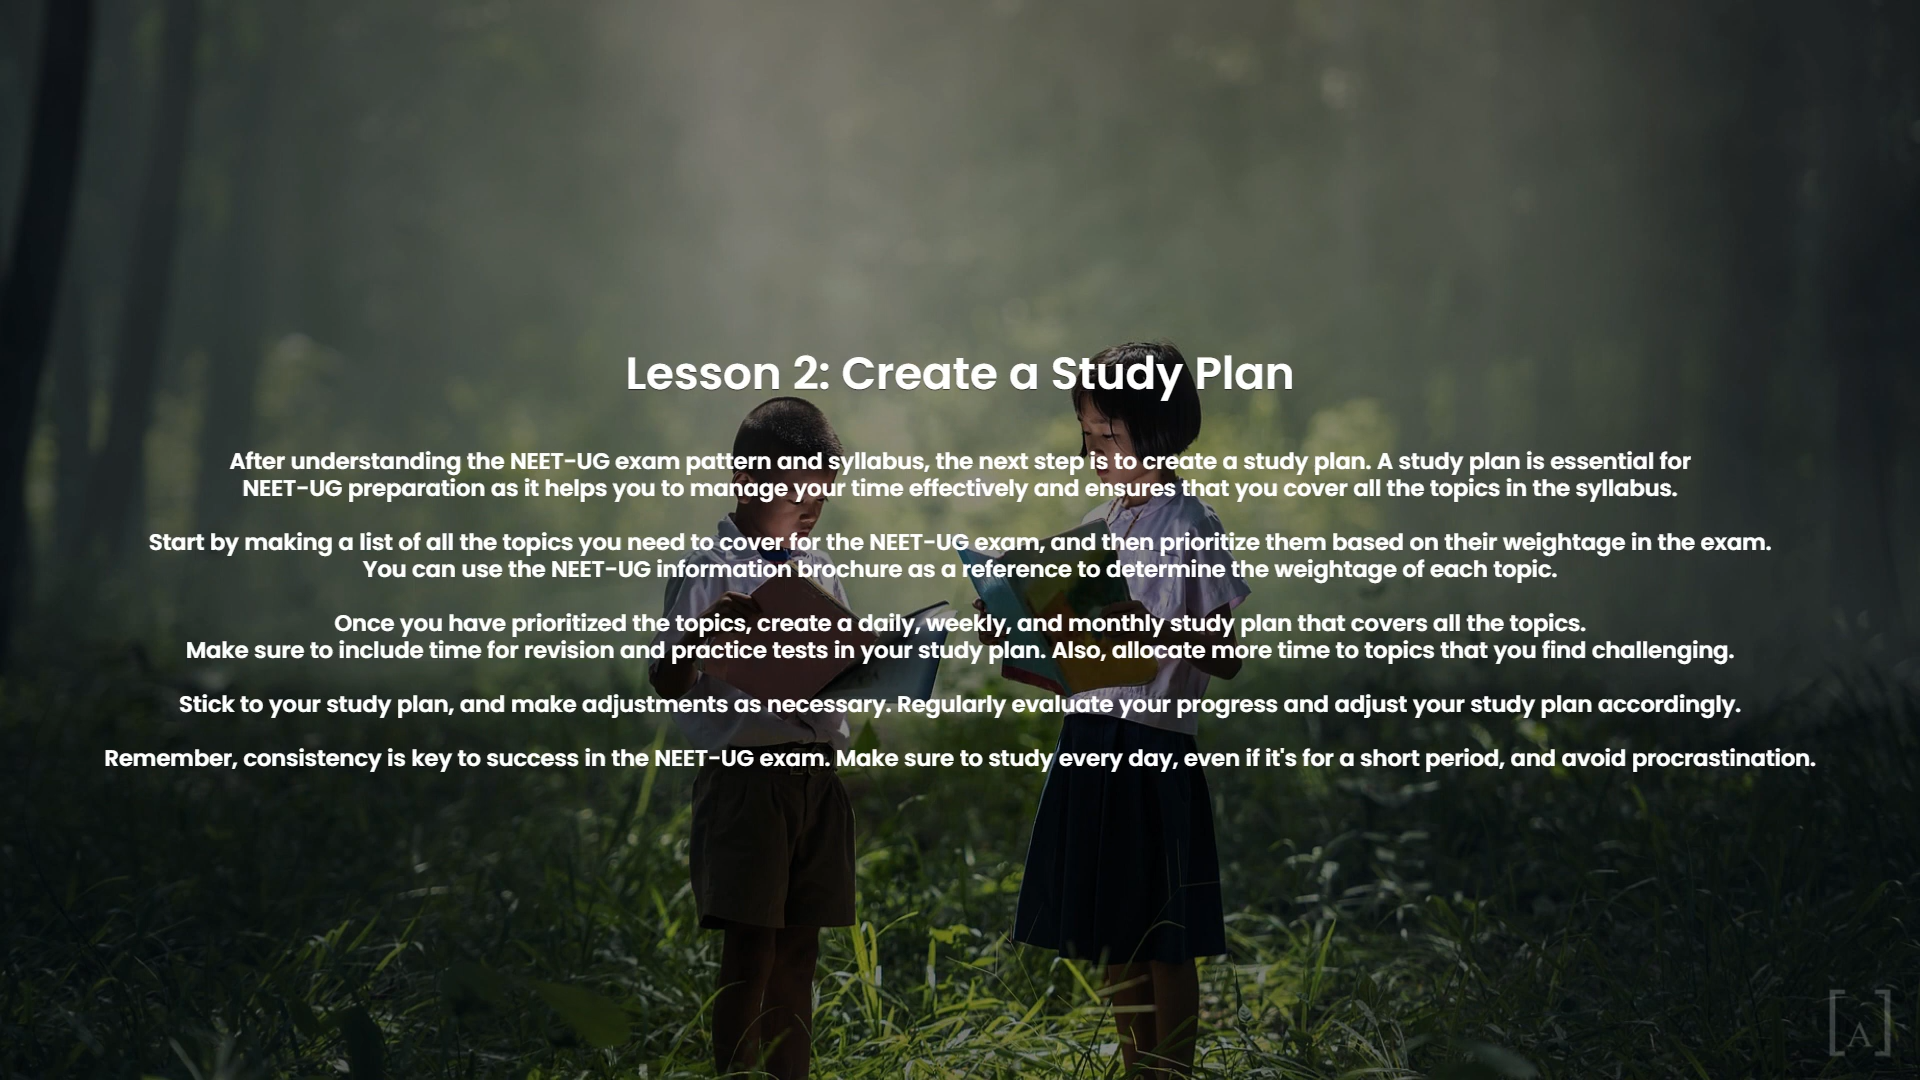 Lesson 2: Create a Study Plan
After understanding the NEET-UG exam pattern and syllabus, the next step is to create a study plan. A study plan is essential for
NEET-UG preparation as it helps you to manage your time effectively and ensures that you cover all the topics in the syllabus.
Start by making a list of all the topics you need to cover for the NEET-UG exam, and then prioritize them based on their weightage in the exam.
You can use the NEET-UG information brochure as a reference to determine the weightage of each topic.
Once you have prioritized the topics, create a daily, weekly, and monthly study plan that covers all the topics.
Make sure to include time for revision and practice tests in your study plan. Also, allocate more time to topics that you find challenging.
Stick to your study plan, and make adjustments as necessary. Regularly evaluate your progress and adjust your study plan accordingly.
Remember, consistency is key to success in the NEET-UG exam. Make sure to study every day, even if it's for a short period, and avoid procrastination.
[A]